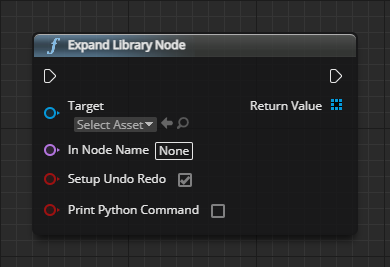 Expand Library Node
Target
Return Value
Select Asset
In Node Name None
Setup Undo Redo
Print Python Command